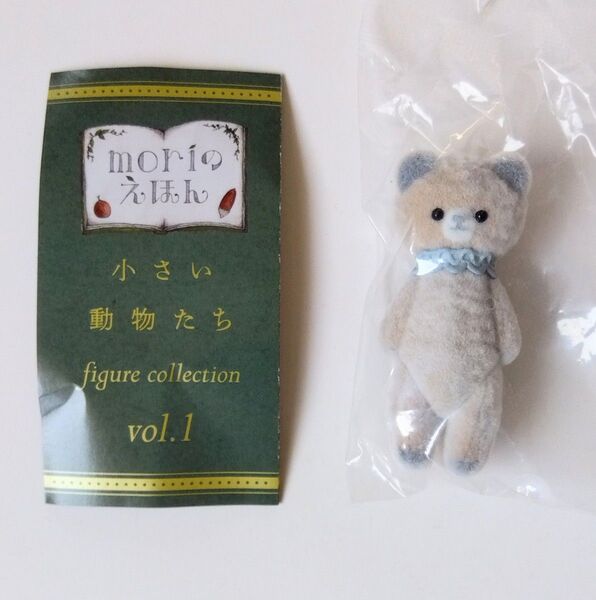 moriの
えほん
小さい
動物たち
figure collection
vol.1